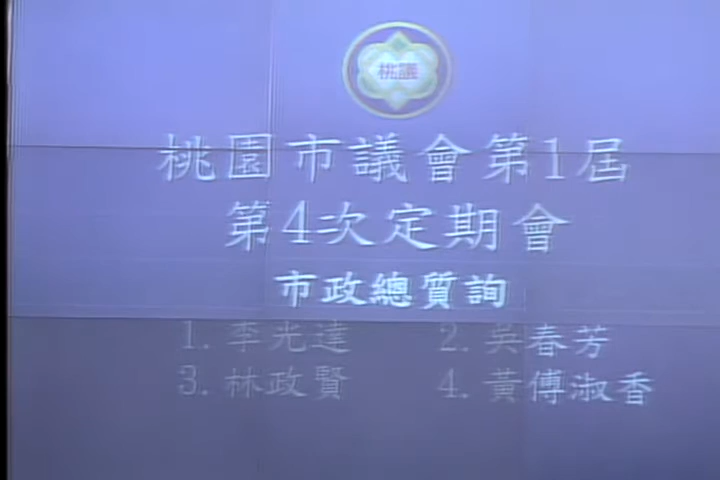 桃議
桃園市議會第1屆
第4次定期會
市政總質詢
1. 李光達 2. 吳春芳
3. 林政賢 4. 黃傅淑香